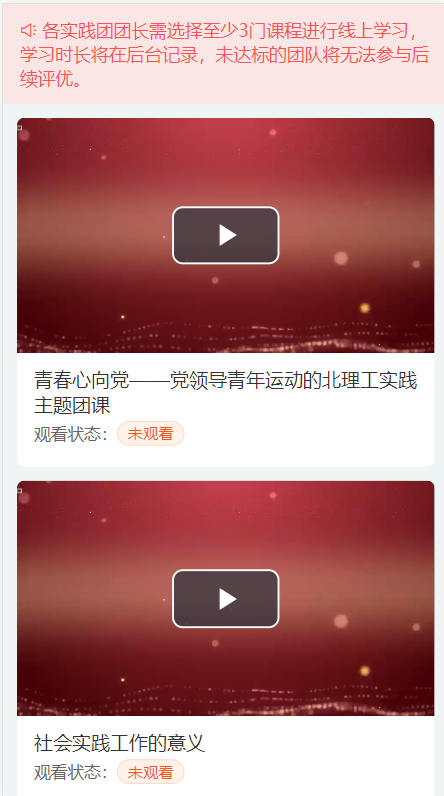 各实践团团长需选择至少3门课程进行线上学习，
学习时长将在后台记录，未达标的团队将无法参与后
续评优。
青春心向党——党领导青年运动的北理工实践
主题团课
观看状态：未观看
社会实践工作的意义
观看状态：未观看